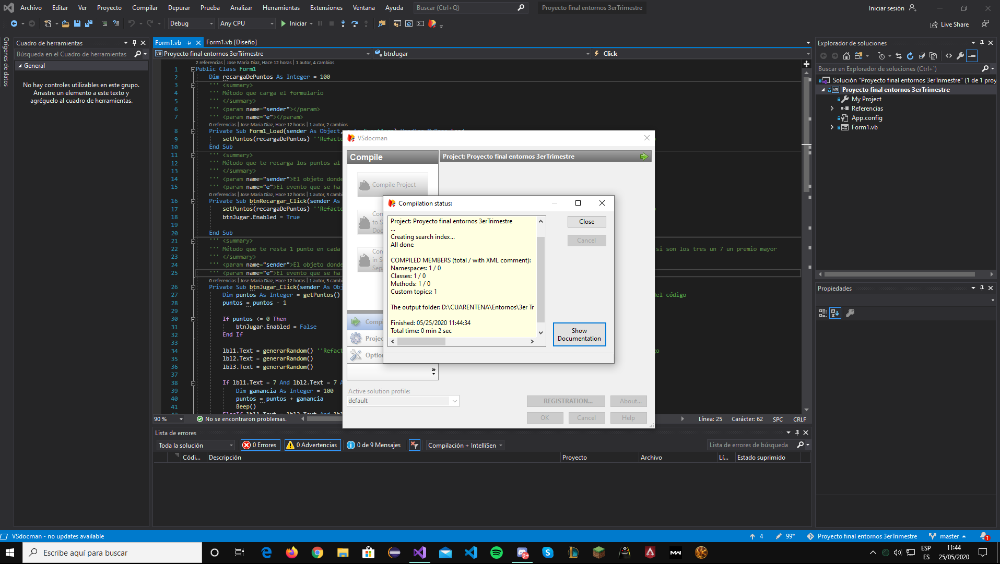 Archivo Editar Ver Proyecto Compilar Depurar Prueba Analizar Herramientas Extensiones Ventana Ayuda Buscar (Ctrl+Q) Proyecto final entornos 3erTrimestre Iniciar sesión
Debug Any CPU Iniciar Live Share
Orígenes de datos
Cuadro de herramientas
Búsqueda en el Cuadro de herramientas
General
No hay controles utilizables en este grupo.
Arrastre un elemento a este texto y
agréguelo al cuadro de herramientas.
Form1.vb Form1.vb [Diseño]
VB Proyecto final entornos 3erTrimestre btnJugar Click
2 referencias | Jose Maria Diaz, Hace 12 horas | 1 autor, 4 cambios
1 Public Class Form1
2 Dim recargaDePuntos As Integer = 100
3 ''' <summary>
4 ''' Método que carga el formulario
5 ''' </summary>
6 ''' <param name="sender"></param>
7 ''' <param name="e"></param>
0 referencias | Jose Maria Diaz, Hace 12 horas | 1 autor, 2 cambios
8 Private Sub Form1_Load(sender As Object,
9 setPuntos(recargaDePuntos) ''Refacto
10 End Sub
11 ''' <summary>
12 ''' Método que te recarga los puntos al
13 ''' </summary>
14 ''' <param name="sender">El objeto donde
15 ''' <param name="e">El evento que se ha
0 referencias | Jose Maria Diaz, Hace 12 horas | 1 autor, 3 camb
16 Private Sub btnRecargar_Click(sender As
17 setPuntos(recargaDePuntos) ''Refacto
18 btnJugar.Enabled = True
19
20 End Sub
21 ''' <summary>
22 ''' Método que te resta 1 punto en cada si son los tres un 7 un premio mayor
23 ''' </summary>
24 ''' <param name="sender">El objeto donde
25 ''' <param name="e">El evento que se ha
0 referencias | Jose Maria Diaz, Hace 12 horas | 1 autor, 3 camb
26 Private Sub btnJugar_Click(sender As Obj
27 Dim puntos As Integer = getPuntos() del código
28 puntos = puntos - 1
29
30 If puntos <= 0 Then
31 btnJugar.Enabled = False
32 End If
33
34 lbl1.Text = generarRandom() ''Refact
35 lbl2.Text = generarRandom()
36 lbl3.Text = generarRandom()
37
38 If lbl1.Text = 7 And lbl2.Text = 7 A
39 Dim ganancia As Integer = 100
40 puntos = puntos + ganancia
41 Beep()
90 % No se encontraron problemas. Línea: 25 Carácter: 62 SPC CRLF
VSdocman
Compile
Project: Proyecto final entornos 3erTrimestre
Compile Project
Com
to S
Do
Com
in S
Sep
Compi
Projec
Option
Active solution profile:
default
REGISTRATION... About...
OK Cancel Help
Compilation status:
Project: Proyecto final entornos 3erTrimestre
...
Creating search index...
All done
COMPILED MEMBERS (total / with XML comment):
Namespaces: 1 / 0
Classes: 1 / 0
Methods: 1 / 0
Custom topics: 1
The output folder: D:\CUARENTENA\Entornos\3er Tr
Finished: 05/25/2020 11:44:34
Total time: 0 min 2 sec
Close
Cancel
Show
Documentation
Explorador de soluciones
Buscar en Explorador de soluciones (Ctrl+`)
Solución "Proyecto final entornos 3erTrimestre" (1 de 1 proy
VB Proyecto final entornos 3erTrimestre
My Project
Referencias
App.config
Form1.vb
Propiedades
Lista de errores
Toda la solución 0 Errores 0 Advertencias 0 de 9 Mensajes Compilación + IntelliSen Lista de errores de búsqueda
Códi... Descripción Proyecto Archivo Lí... Estado suprimido
VSdocman - no updates available 4 99* Proyecto final entornos 3erTrimestre master 1
Escribe aquí para buscar
9+
MW
ESP
ES
11:44
25/05/2020